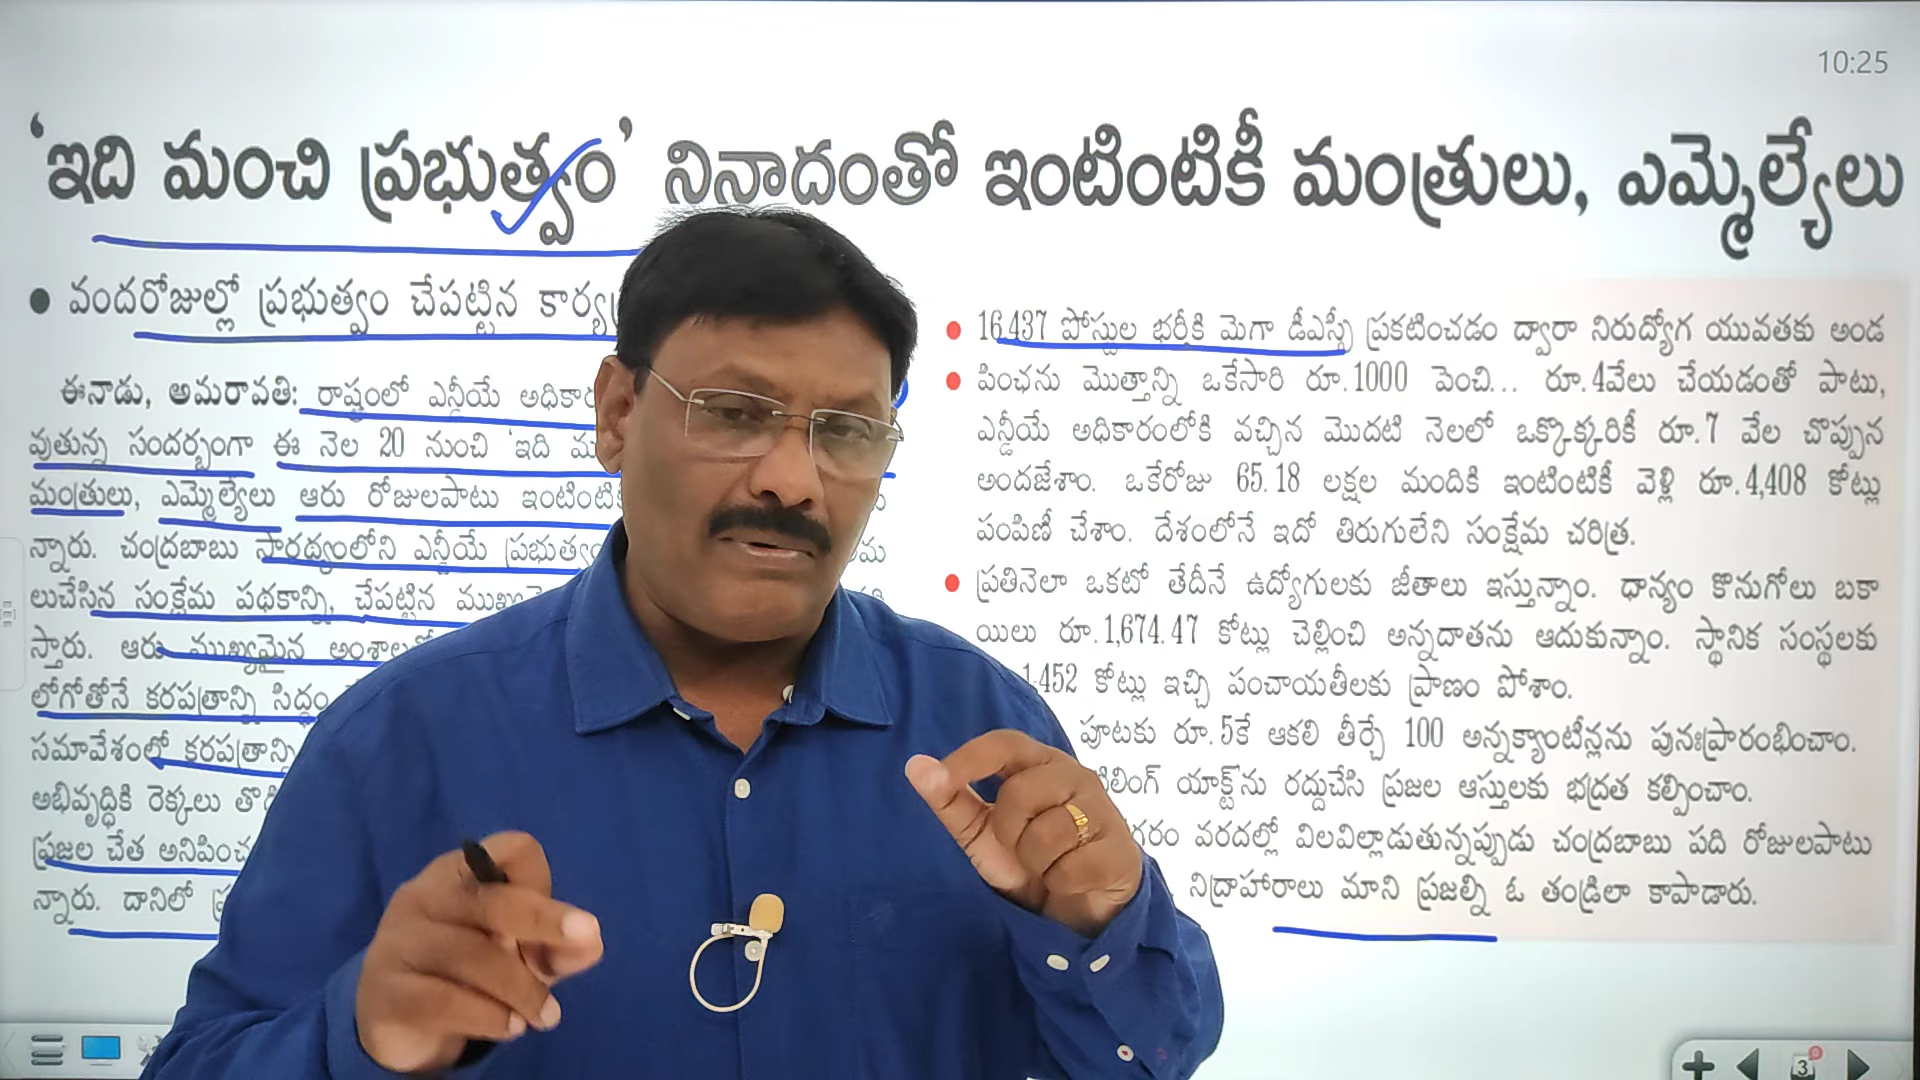 10:25
‘ఇది మంచి ప్రభుత్వం’ నినాదంతో ఇంటింటికీ మంత్రులు, ఎమ్మెల్యేలు
వందరోజుల్లో ప్రభుత్వం చేపట్టిన
ఈనాడు, అమరావతి: రాష్ట్రంలో ఎన్డీయే
వుతున్న సందర్భంగా ఈ నెల 20 నుంచి ‘ఇది
మంత్రులు, ఎమ్మెల్యేలు ఆరు రోజులపాటు
న్నారు. చంద్రబాబు సారథ్యంలోని ఎన్డీయే ప్రభుత్వం
లుచేసిన సంక్షేమ పథకాన్ని, చేపట్టిన
స్తారు. ఆరు ముఖ్యమైన
లోగోతోనే కరపత్రాన్ని సిద్ధం
సమావేశంలో కరపత్రాన్ని
అభివృద్ధికి రెక్కలు
ప్రజల చేత
న్నారు. దానిలో
16,437 పోస్టుల భర్తీకి మెగా డీఎస్సీ ప్రకటించడం ద్వారా నిరుద్యోగ యువతకు అండ
పింఛను మొత్తాన్ని ఒకేసారి రూ.1000 పెంచి... రూ.4వేలు చేయడంతో పాటు,
ఎన్డీయే అధికారంలోకి వచ్చిన మొదటి నెలలో ఒక్కొక్కరికీ రూ.7 వేల చొప్పున
అందజేశాం. ఒకేరోజు 65.18 లక్షల మందికి ఇంటింటికీ వెళ్లి రూ.4,408 కోట్లు
పంపిణీ చేశాం. దేశంలోనే ఇదో తిరుగులేని సంక్షేమ చరిత్ర.
ప్రతినెలా ఒకటో తేదీనే ఉద్యోగులకు జీతాలు ఇస్తున్నాం. ధాన్యం కొనుగోలు బకా
యిలు రూ.1,674.47 కోట్లు చెల్లించి అన్నదాతను ఆదుకున్నాం. స్థానిక సంస్థలకు
1,452 కోట్లు ఇచ్చి పంచాయతీలకు ప్రాణం పోశాం.
పూటకు రూ.5కే ఆకలి తీర్చే 100 అన్నక్యాంటీన్లను పునఃప్రారంభించాం.
యాక్ట్‌ను రద్దుచేసి ప్రజల ఆస్తులకు భద్రత కల్పించాం.
వరదల్లో విలవిల్లాడుతున్నప్పుడు చంద్రబాబు పది రోజులపాటు
నిద్రాహారాలు మాని ప్రజల్ని ఓ తండ్రిలా కాపాడారు.
3